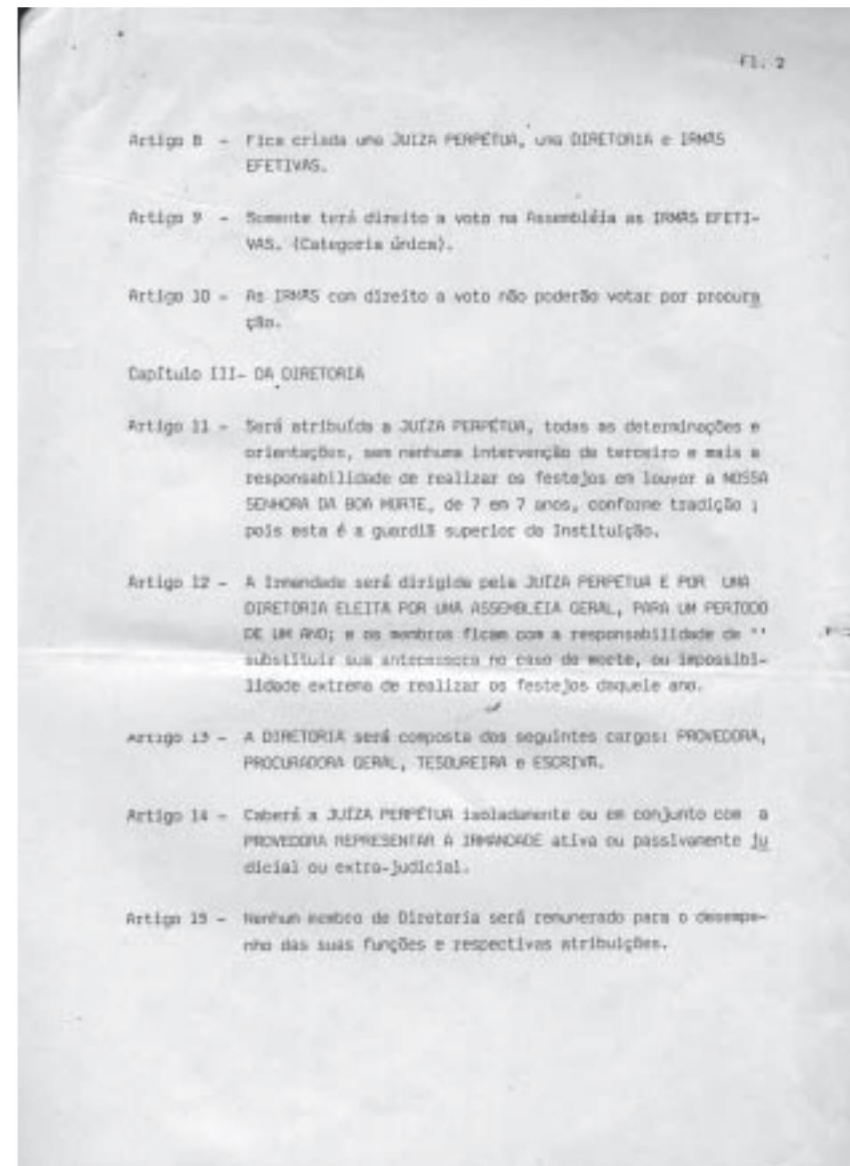 Fl. 2
Artigo 8 - Fica criada uma JUIZA PERPÉTUA, uma DIRETORIA e IRMÃS
EFETIVAS.
Artigo 9 - Somente terá direito a voto na Assembléia as IRMÃS EFETI-
VAS. (Categoria única).
Artigo 10 - As IRMÃS com direito a voto não poderão votar por procura
ção.
Capítulo III- DA DIRETORIA
Artigo 11 - Será atribuída a JUÍZA PERPÉTUA, todas as determinações e
orientações, sem nenhuma intervenção de terceiro e mais a
responsabilidade de realizar os festejos em louvor a NOSSA
SENHORA DA BOA MORTE, de 7 em 7 anos, conforme tradição ;
pois esta é a guardiã superior da Instituição.
Artigo 12 - A Irmandade será dirigida pela JUÍZA PERPETUA E POR UMA
DIRETORIA ELEITA POR UMA ASSEMBLEIA GERAL, PARA UM PERÍODO
DE UM ANO; e os membros ficam com a responsabilidade de ''
substituir sua antecessora no caso de morte, ou impossibi-
lidade extrema de realizar os festejos daquele ano.
Artigo 13 - A DIRETORIA será composta dos seguintes cargos: PROVEDORA,
PROCURADORA GERAL, TESOUREIRA e ESCRIVÃ.
Artigo 14 - Caberá a JUÍZA PERPÉTUA isoladamente ou em conjunto com a
PROVEDORA REPRESENTAR A IRMANDADE ativa ou passivamente ju
dicial ou extra-judicial.
Artigo 15 - Nenhum membro da Diretoria será remunerado para o desempe-
nho das suas funções e respectivas atribuições.